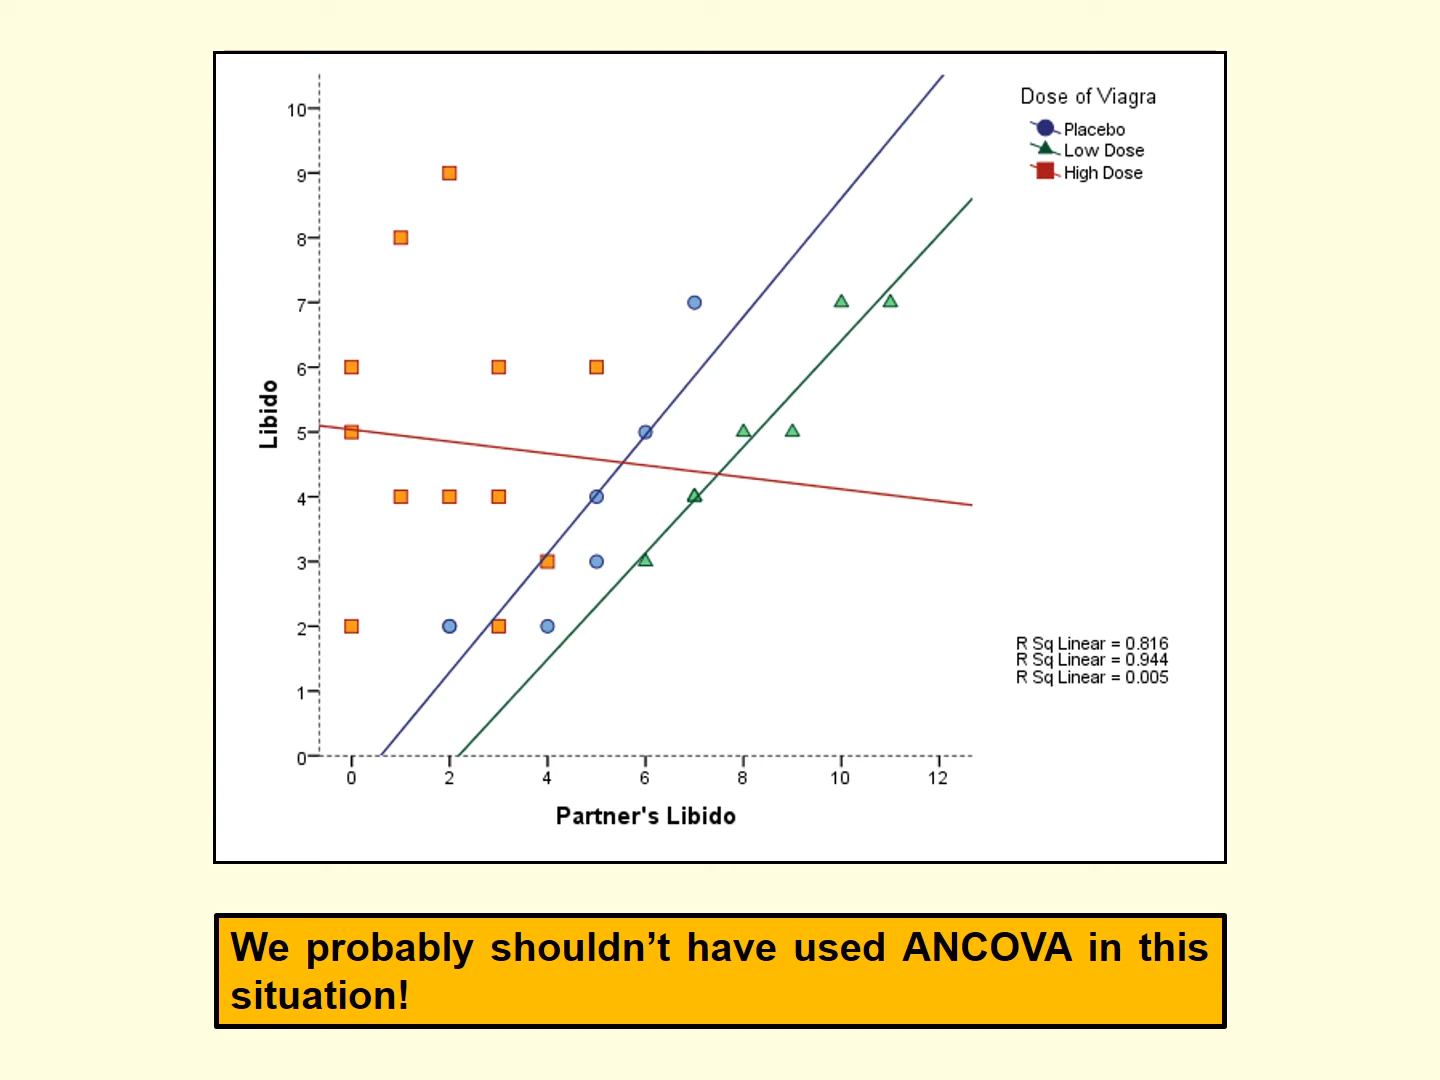 Dose of Viagra
Placebo
Low Dose
High Dose
10
9
8
7
6
5
4
3
2
1
0
Libido
0 2 4 6 8 10 12
Partner's Libido
R Sq Linear = 0.816
R Sq Linear = 0.944
R Sq Linear = 0.005
We probably shouldn’t have used ANCOVA in this
situation!